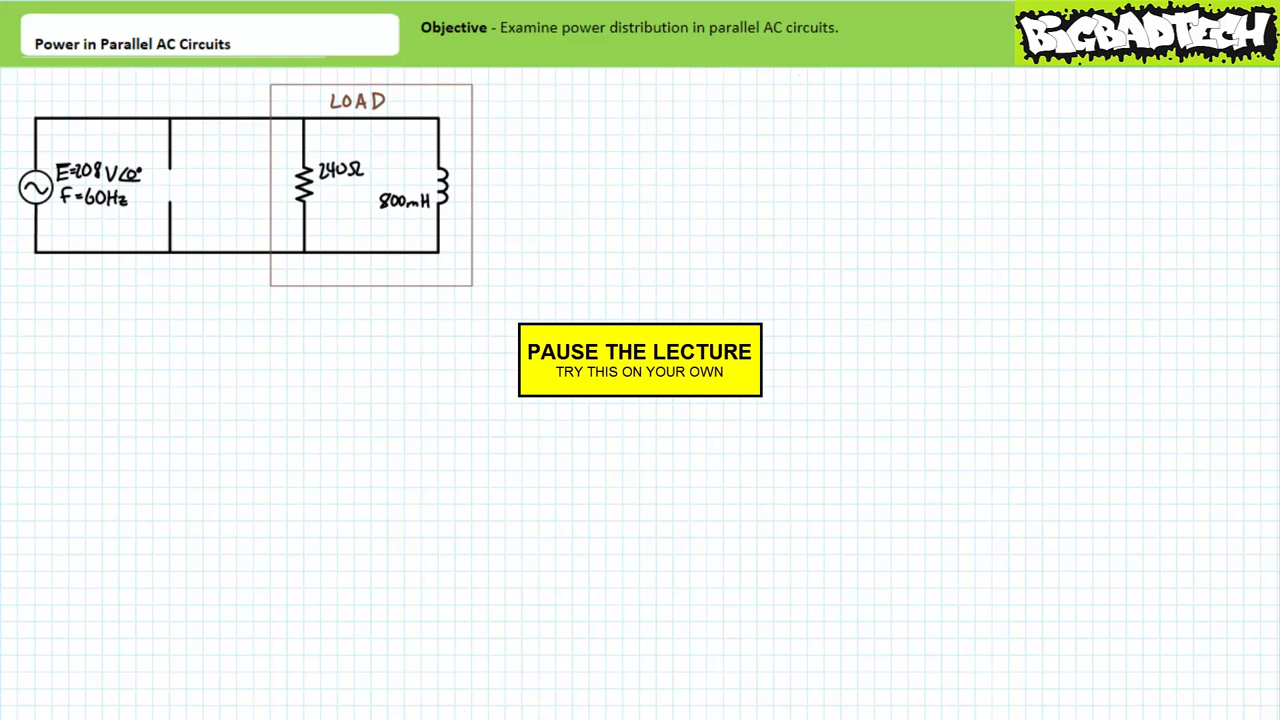 Power in Parallel AC Circuits
Objective - Examine power distribution in parallel AC circuits.
BIGBADTECH
LOAD
E=208V∠0°
F=60Hz
240Ω
800mH
PAUSE THE LECTURE
TRY THIS ON YOUR OWN